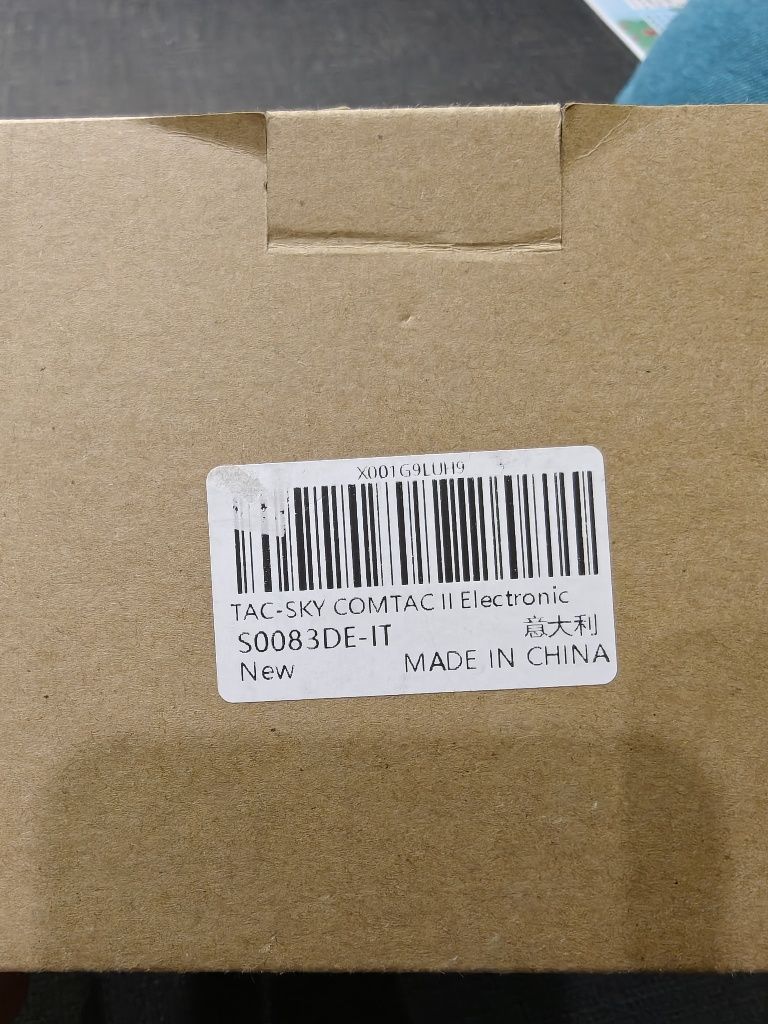 X001G9LUH9
TAC-SKY COMTAC II Electronic
S0083DE-IT
意大利
New
MADE IN CHINA